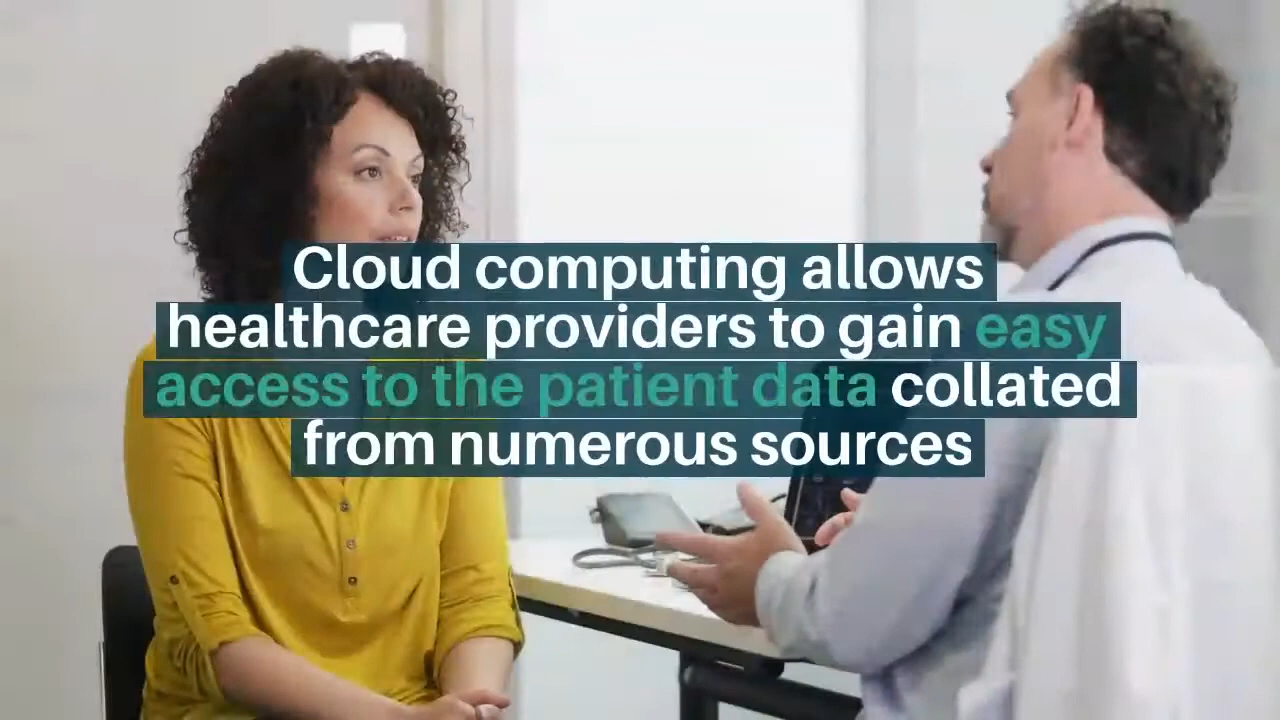 Cloud computing allows
healthcare providers to gain easy
access to the patient data collated
from numerous sources